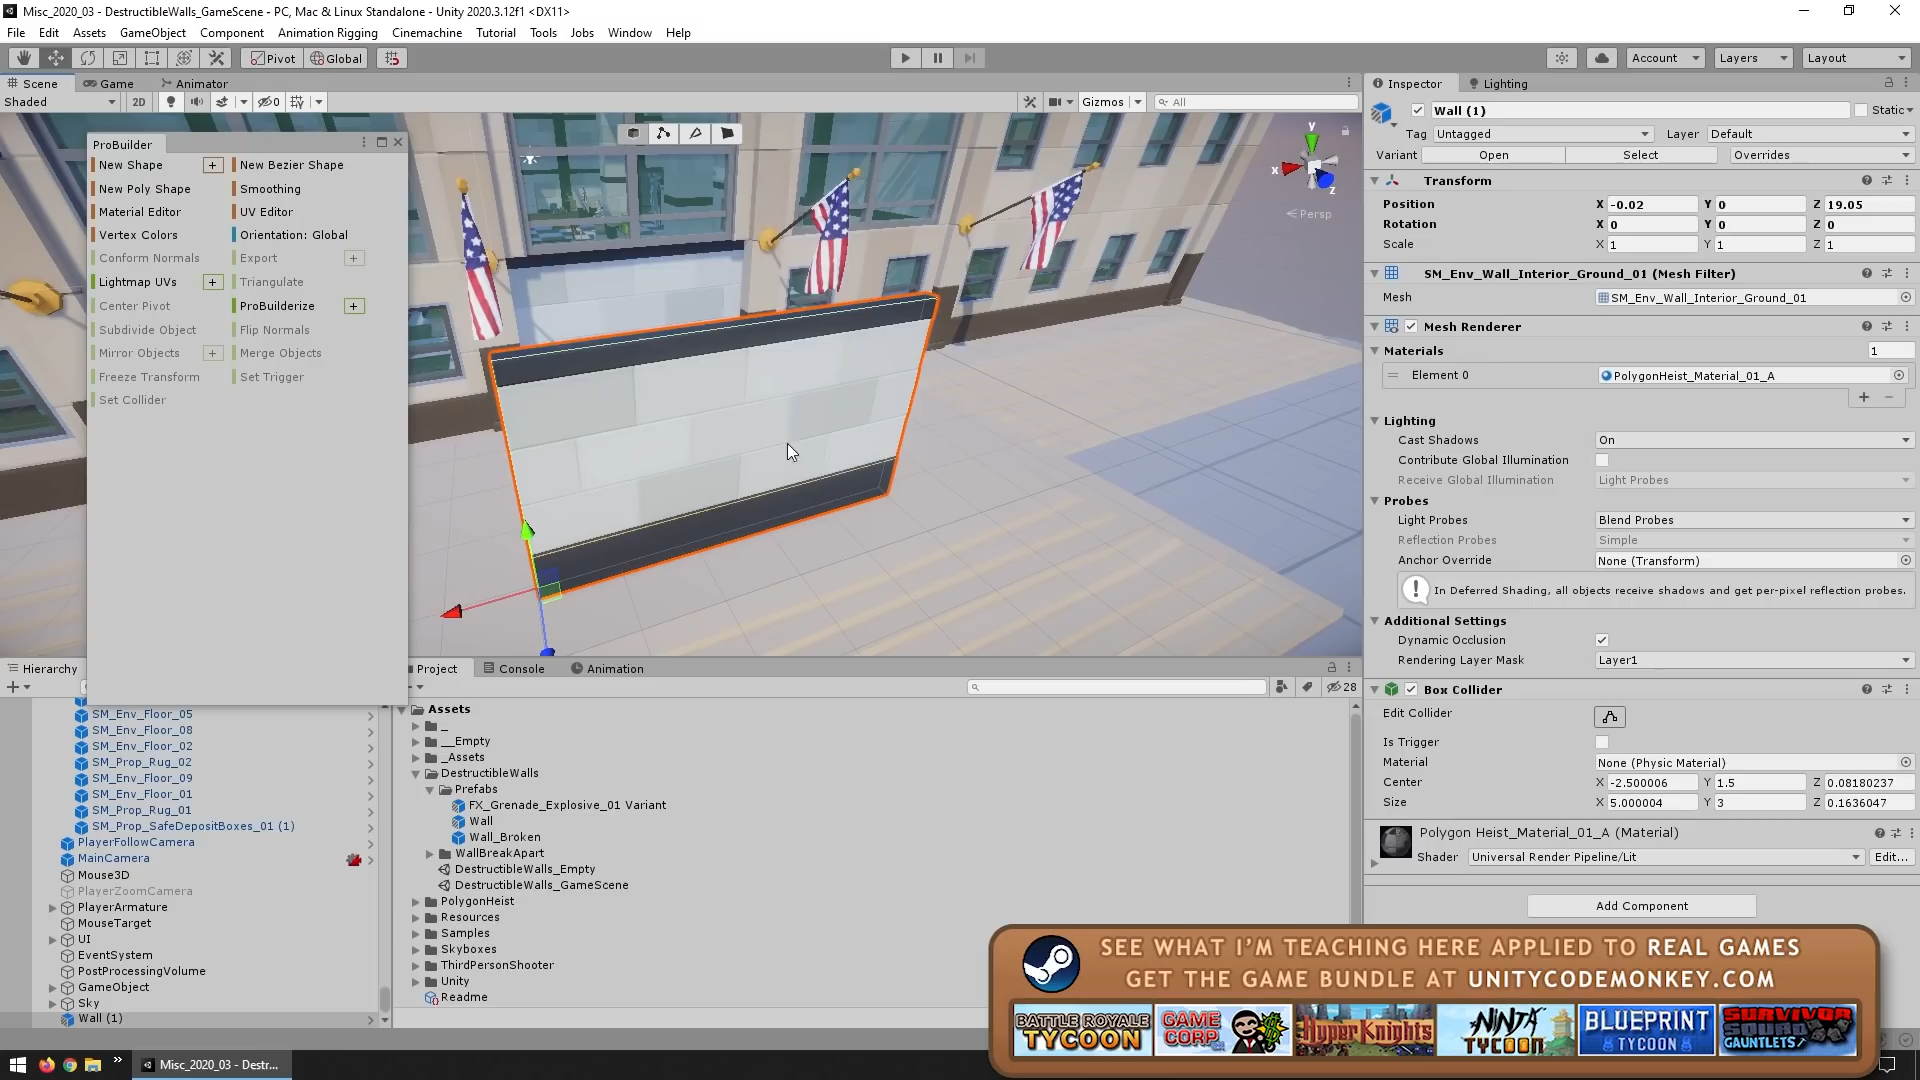 Misc_2020_03 - DestructibleWalls_GameScene - PC, Mac & Linux Standalone - Unity 2020.3.12f1 <DX11>
File Edit Assets GameObject Component Animation Rigging Cinemachine Tutorial Tools Jobs Window Help
Pivot Global Account Layers Layout
Scene Game Animator
Shaded 2D 0 Gizmos All
ProBuilder
New Shape + New Bezier Shape
New Poly Shape Smoothing
Material Editor UV Editor
Vertex Colors Orientation: Global
Conform Normals Export +
Lightmap UVs + Triangulate
Center Pivot ProBuilderize +
Subdivide Object Flip Normals
Mirror Objects + Merge Objects
Freeze Transform Set Trigger
Set Collider
y
x
z
Persp
Hierarchy
SM_Env_Floor_05
SM_Env_Floor_08
SM_Env_Floor_02
SM_Prop_Rug_02
SM_Env_Floor_09
SM_Env_Floor_01
SM_Prop_Rug_01
SM_Prop_SafeDepositBoxes_01 (1)
PlayerFollowCamera
MainCamera
Mouse3D
PlayerZoomCamera
PlayerArmature
MouseTarget
UI
EventSystem
PostProcessingVolume
GameObject
Sky
Wall (1)
Project Console Animation
28
Assets
_
__Empty
_Assets
DestructibleWalls
Prefabs
FX_Grenade_Explosive_01 Variant
Wall
Wall_Broken
WallBreakApart
DestructibleWalls_Empty
DestructibleWalls_GameScene
PolygonHeist
Resources
Samples
Skyboxes
ThirdPersonShooter
Unity
Readme
Inspector Lighting
Wall (1) Static
Tag Untagged Layer Default
Variant Open Select Overrides
Transform
Position X -0.02 Y 0 Z 19.05
Rotation X 0 Y 0 Z 0
Scale X 1 Y 1 Z 1
SM_Env_Wall_Interior_Ground_01 (Mesh Filter)
Mesh SM_Env_Wall_Interior_Ground_01
Mesh Renderer
Materials 1
Element 0 PolygonHeist_Material_01_A
Lighting
Cast Shadows On
Contribute Global Illumination
Receive Global Illumination Light Probes
Probes
Light Probes Blend Probes
Reflection Probes Simple
Anchor Override None (Transform)
In Deferred Shading, all objects receive shadows and get per-pixel reflection probes.
Additional Settings
Dynamic Occlusion
Rendering Layer Mask Layer1
Box Collider
Edit Collider
Is Trigger
Material None (Physic Material)
Center X -2.500006 Y 1.5 Z 0.08180237
Size X 5.000004 Y 3 Z 0.1636047
Polygon Heist_Material_01_A (Material)
Shader Universal Render Pipeline/Lit Edit...
Add Component
SEE WHAT I'M TEACHING HERE APPLIED TO REAL GAMES
GET THE GAME BUNDLE AT UNITYCODEMONKEY.COM
BATTLE ROYALE TYCOON GAME CORP HYPER KNIGHTS NINJA TYCOON BLUEPRINT TYCOON SURVIVOR SQUAD GAUNTLETS
Misc_2020_03 - Destr...